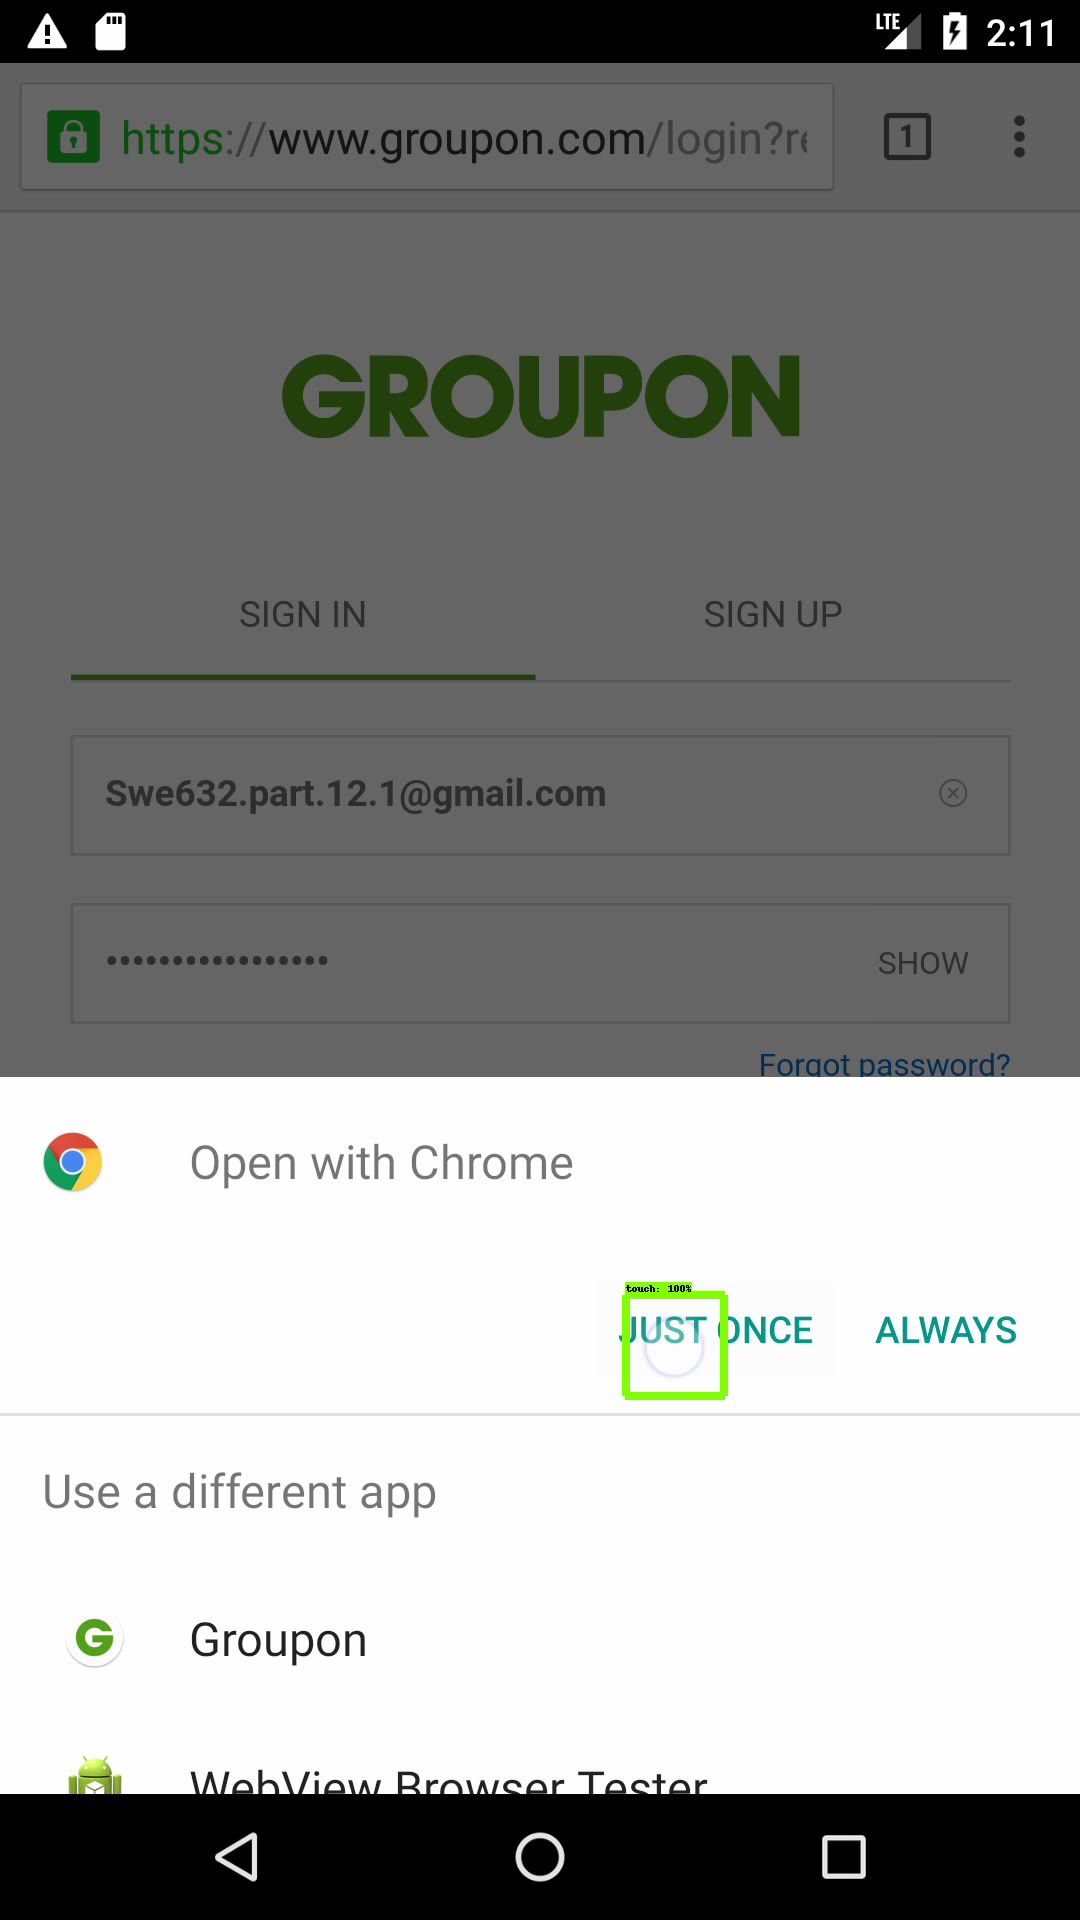 LTE 2:11
https://www.groupon.com/login?re
1
GROUPON
SIGN IN SIGN UP
Swe632.part.12.1@gmail.com
••••••••••••••••• SHOW
Forgot password?
Open with Chrome
touch: 100%
JUST ONCE ALWAYS
Use a different app
G Groupon
WebView Browser Tester